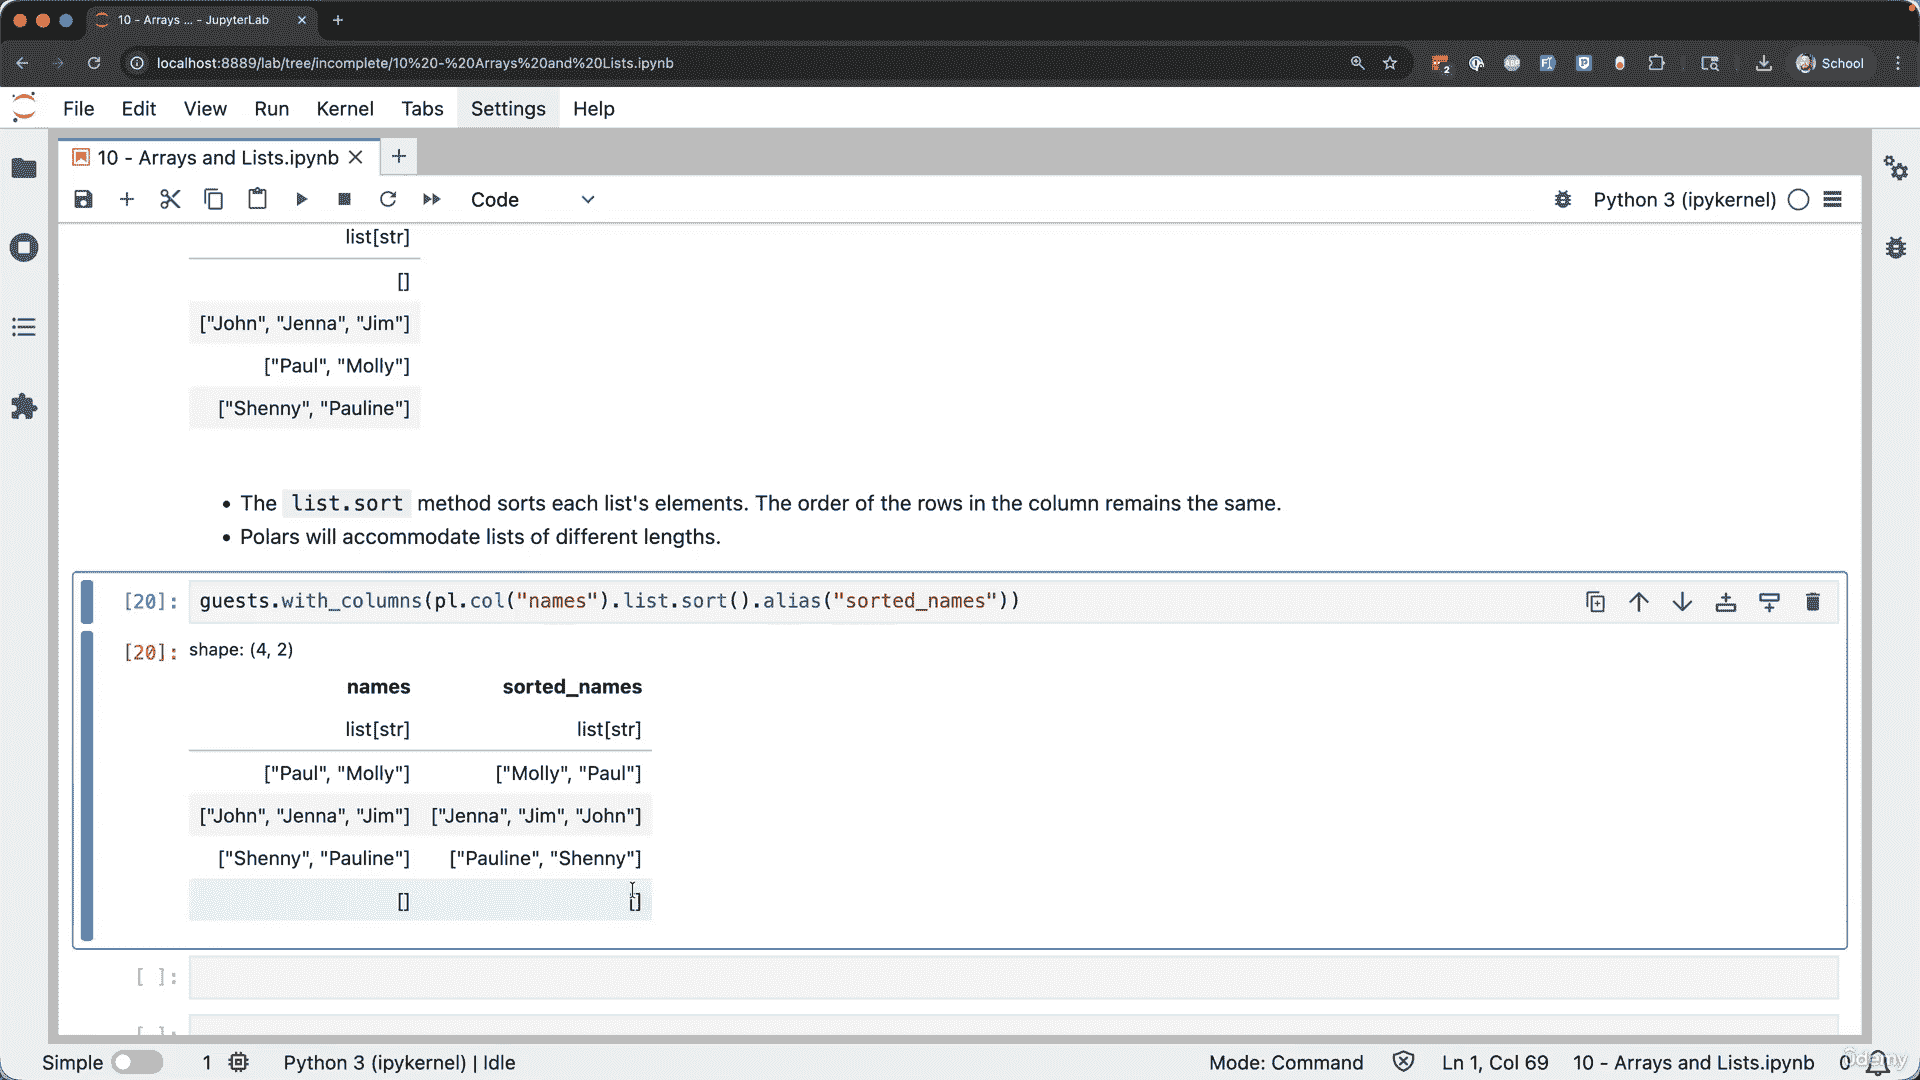 10 - Arrays ... - JupyterLab
localhost:8889/lab/tree/incomplete/10%20-%20Arrays%20and%20Lists.ipynb
2
ABP
School
File Edit View Run Kernel Tabs Settings Help
10 - Arrays and Lists.ipynb
Code
Python 3 (ipykernel)
list[str]
[]
["John", "Jenna", "Jim"]
["Paul", "Molly"]
["Shenny", "Pauline"]
• The list.sort method sorts each list's elements. The order of the rows in the column remains the same.
• Polars will accommodate lists of different lengths.
[20]: guests.with_columns(pl.col("names").list.sort().alias("sorted_names"))
[20]: shape: (4, 2)
names sorted_names
list[str] list[str]
["Paul", "Molly"] ["Molly", "Paul"]
["John", "Jenna", "Jim"] ["Jenna", "Jim", "John"]
["Shenny", "Pauline"] ["Pauline", "Shenny"]
[] []
[ ]:
[ ]:
Simple 1 Python 3 (ipykernel) | Idle Mode: Command Ln 1, Col 69 10 - Arrays and Lists.ipynb 0
udemy